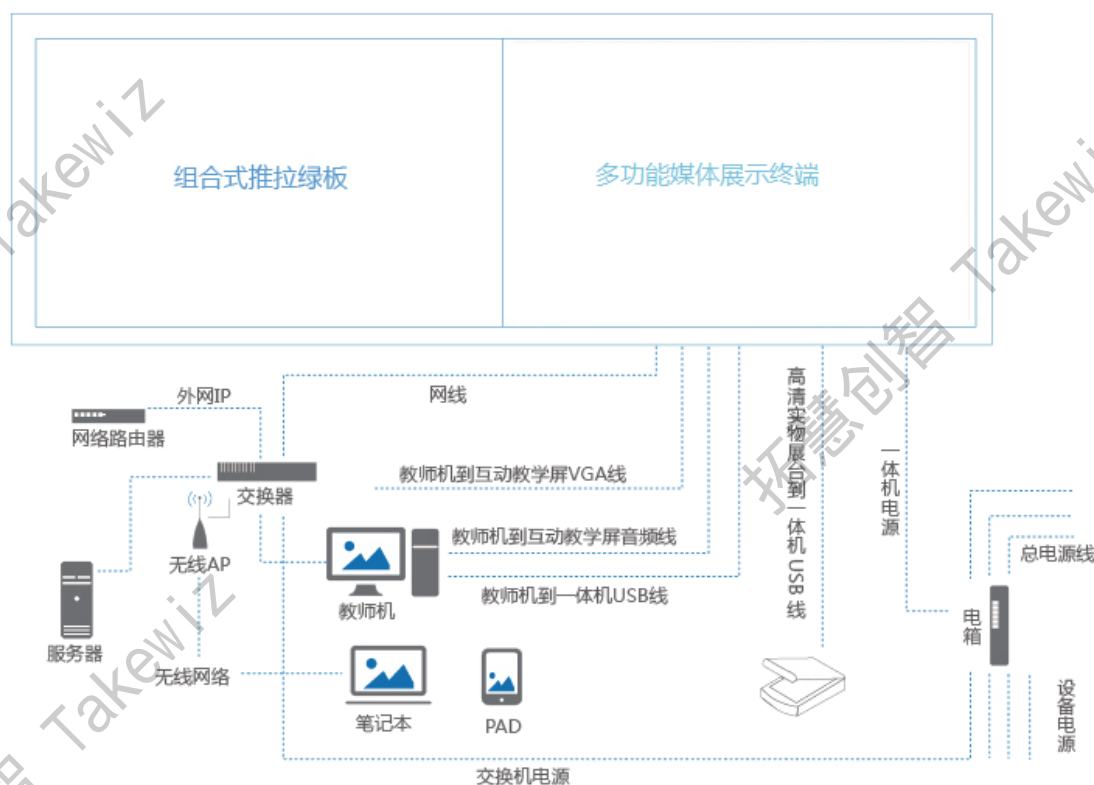 组合式推拉绿板
多功能媒体展示终端
外网IP
网线
网络路由器
交换器
教师机到互动教学屏VGA线
高清实物展台到一体机USB线
一体机电源
无线AP
教师机到互动教学屏音频线
总电源线
教师机到一体机USB线
教师机
电箱
服务器
无线网络
笔记本
PAD
设备电源
交换机电源
Takewiz
拓慧创智 Takewiz
Takewiz